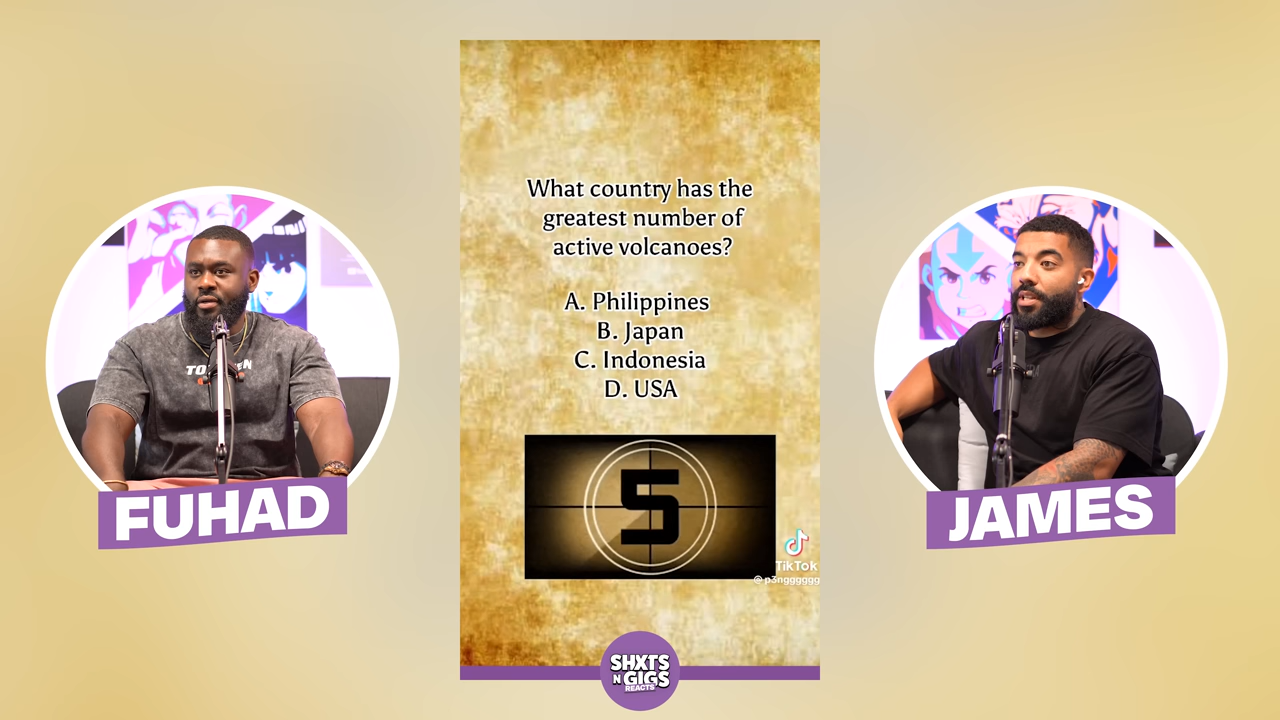 What country has the
greatest number of
active volcanoes?
A. Philippines
B. Japan
C. Indonesia
D. USA
5
TikTok
@p3ngggggg
FUHAD
JAMES
SHXTS
N GIGS
REACTS